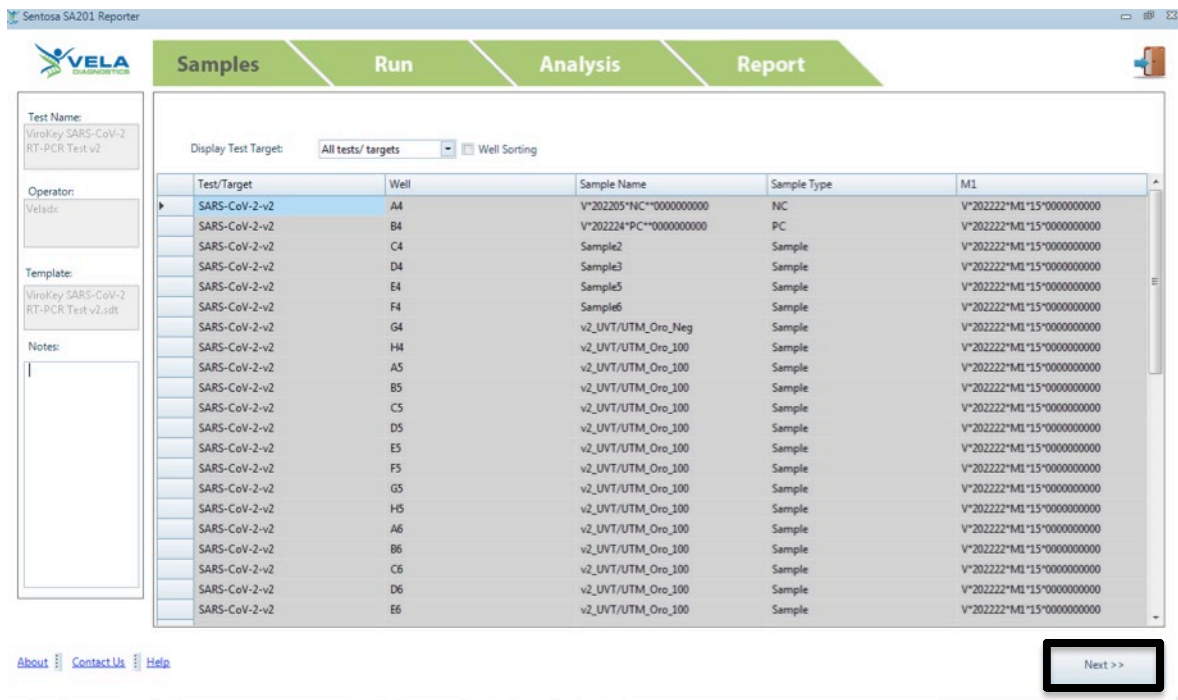 Sentosa SA201 Reporter
VELA
DIAGNOSTICS
Samples Run Analysis Report
Test Name:
ViroKey SARS-CoV-2
RT-PCR Test v2
Operator:
Veladx
Template:
ViroKey SARS-CoV-2
RT-PCR Test v2.sdt
Notes:
Display Test Target: All tests/ targets Well Sorting
Test/Target Well Sample Name Sample Type M1
SARS-CoV-2-v2 A4 V*202205*NC**0000000000 NC V*202222*M1*15*0000000000
SARS-CoV-2-v2 B4 V*202224*PC**0000000000 PC V*202222*M1*15*0000000000
SARS-CoV-2-v2 C4 Sample2 Sample V*202222*M1*15*0000000000
SARS-CoV-2-v2 D4 Sample3 Sample V*202222*M1*15*0000000000
SARS-CoV-2-v2 E4 Sample5 Sample V*202222*M1*15*0000000000
SARS-CoV-2-v2 F4 Sample6 Sample V*202222*M1*15*0000000000
SARS-CoV-2-v2 G4 v2_UVT/UTM_Oro_Neg Sample V*202222*M1*15*0000000000
SARS-CoV-2-v2 H4 v2_UVT/UTM_Oro_100 Sample V*202222*M1*15*0000000000
SARS-CoV-2-v2 A5 v2_UVT/UTM_Oro_100 Sample V*202222*M1*15*0000000000
SARS-CoV-2-v2 B5 v2_UVT/UTM_Oro_100 Sample V*202222*M1*15*0000000000
SARS-CoV-2-v2 C5 v2_UVT/UTM_Oro_100 Sample V*202222*M1*15*0000000000
SARS-CoV-2-v2 D5 v2_UVT/UTM_Oro_100 Sample V*202222*M1*15*0000000000
SARS-CoV-2-v2 E5 v2_UVT/UTM_Oro_100 Sample V*202222*M1*15*0000000000
SARS-CoV-2-v2 F5 v2_UVT/UTM_Oro_100 Sample V*202222*M1*15*0000000000
SARS-CoV-2-v2 G5 v2_UVT/UTM_Oro_100 Sample V*202222*M1*15*0000000000
SARS-CoV-2-v2 H5 v2_UVT/UTM_Oro_100 Sample V*202222*M1*15*0000000000
SARS-CoV-2-v2 A6 v2_UVT/UTM_Oro_100 Sample V*202222*M1*15*0000000000
SARS-CoV-2-v2 B6 v2_UVT/UTM_Oro_100 Sample V*202222*M1*15*0000000000
SARS-CoV-2-v2 C6 v2_UVT/UTM_Oro_100 Sample V*202222*M1*15*0000000000
SARS-CoV-2-v2 D6 v2_UVT/UTM_Oro_100 Sample V*202222*M1*15*0000000000
SARS-CoV-2-v2 E6 v2_UVT/UTM_Oro_100 Sample V*202222*M1*15*0000000000
About Contact Us Help
Next >>